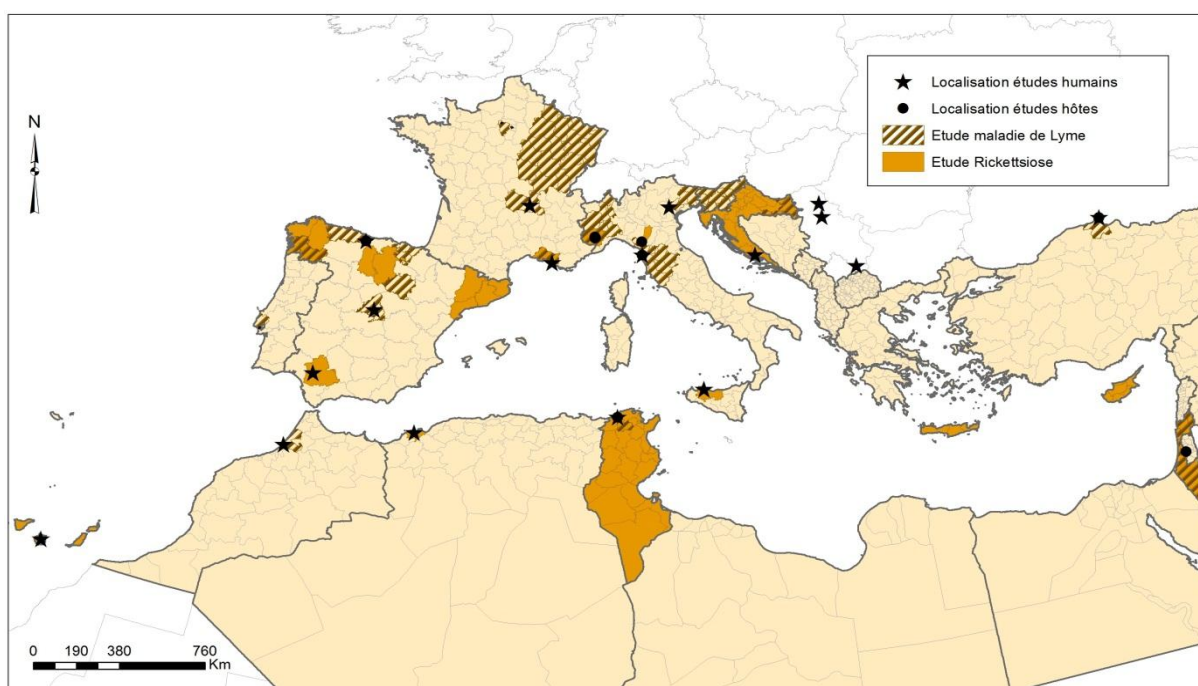 Localisation études humains
Localisation études hôtes
Etude maladie de Lyme
Etude Rickettsiose
N
0 190 380 760
Km